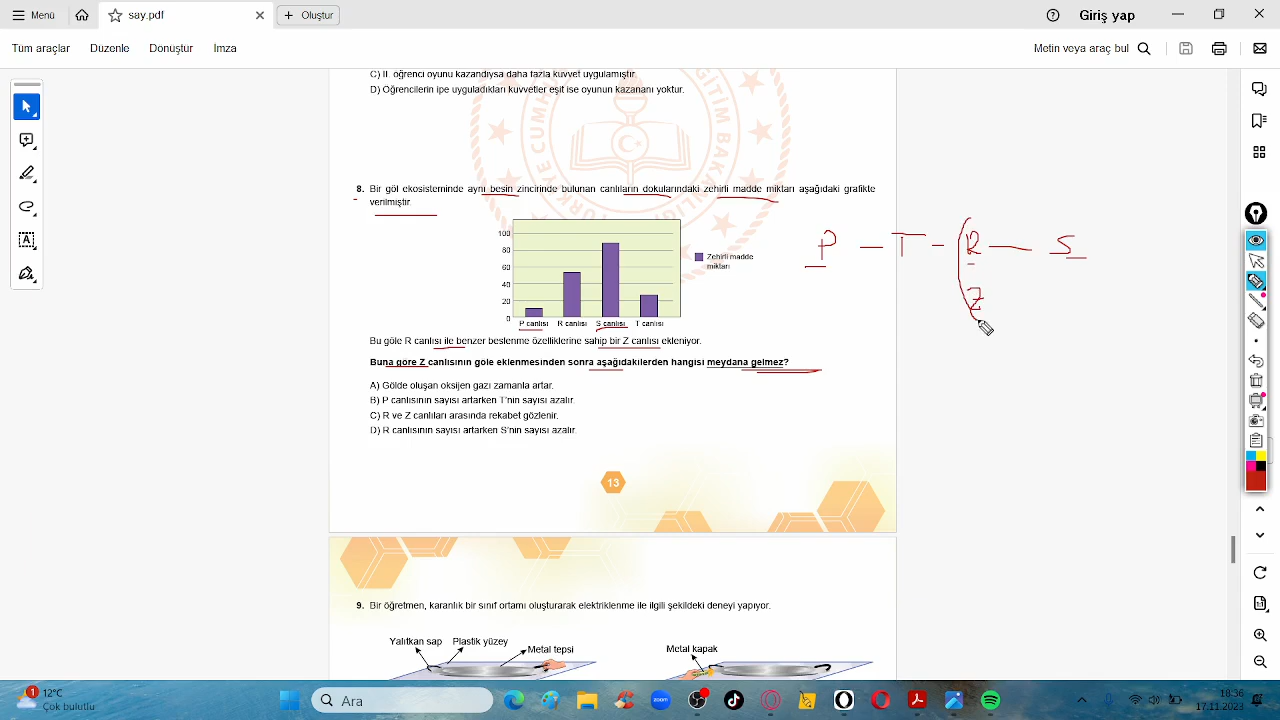 Menü
say.pdf
Oluştur
Giriş yap
Tüm araçlar
Düzenle
Dönüştür
İmza
Metin veya araç bul
C) II. öğrenci oyunu kazandıysa daha fazla kuvvet uygulamıştır.
D) Öğrencilerin ipe uyguladıkları kuvvetler eşit ise oyunun kazananı yoktur.
8. Bir göl ekosisteminde aynı besin zincirinde bulunan canlıların dokularındaki zehirli madde miktarı aşağıdaki grafikte
verilmiştir.
100
80
60
40
20
0
P canlısı R canlısı S canlısı T canlısı
Zehirli madde
miktarı
P — T — R — S
Z
Bu göle R canlısı ile benzer beslenme özelliklerine sahip bir Z canlısı ekleniyor.
Buna göre Z canlısının göle eklenmesinden sonra aşağıdakilerden hangisi meydana gelmez?
A) Gölde oluşan oksijen gazı zamanla artar.
B) P canlısının sayısı artarken T'nin sayısı azalır.
C) R ve Z canlıları arasında rekabet gözlenir.
D) R canlısının sayısı artarken S'nin sayısı azalır.
13
9. Bir öğretmen, karanlık bir sınıf ortamı oluşturarak elektriklenme ile ilgili şekildeki deneyi yapıyor.
Yalıtkan sap
Plastik yüzey
Metal tepsi
Metal kapak
1
12°C
Çok bulutlu
Ara
zoom
18:36
17.11.2023